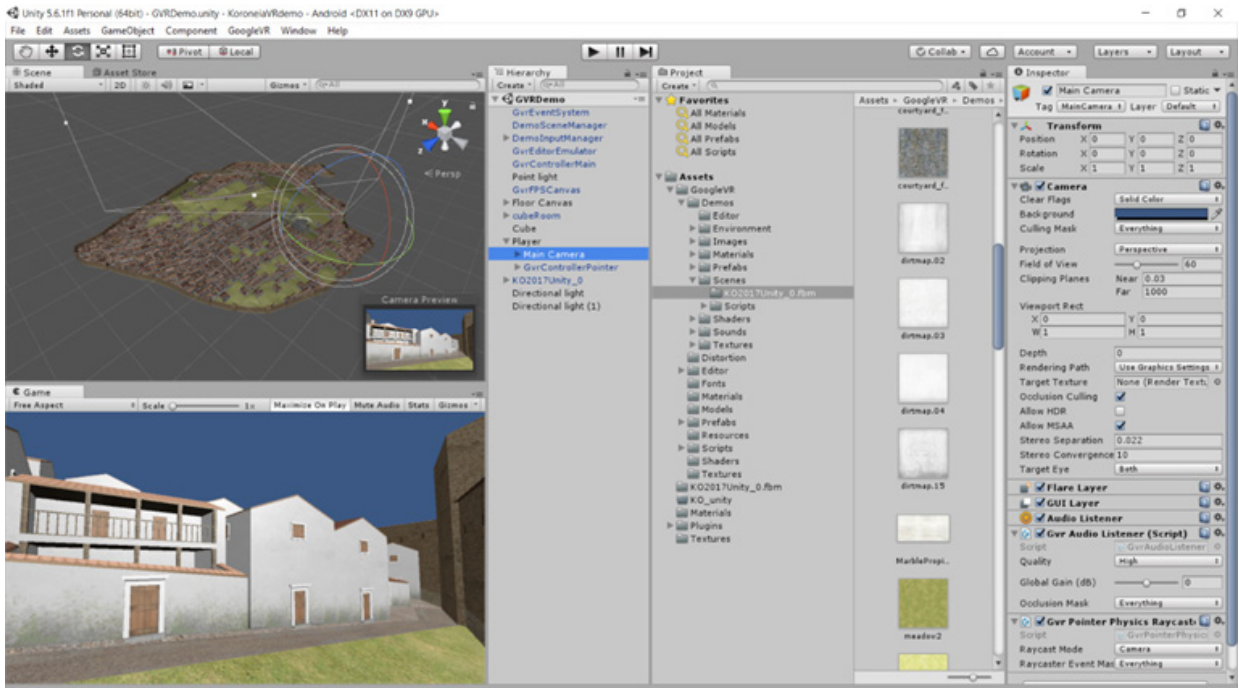 Unity 5.6.1f1 Personal (64bit) - GVRDemo.unity - KoroneiaVRdemo - Android <DX11 on DX9 GPU>
File Edit Assets GameObject Component GoogleVR Window Help
Pivot Local
Collab Account Layers Layout
Scene Asset Store
Shaded 2D Gizmos All
y
x
z
Persp
Camera Preview
Game
Free Aspect Scale 1x Maximize On Play Mute Audio Stats Gizmos
Hierarchy
Create All
GVRDemo
GvrEventSystem
DemoSceneManager
DemoInputManager
GvrEditorEmulator
GvrControllerMain
Point light
GvrFPSCanvas
Floor Canvas
cubeRoom
Cube
Player
Main Camera
GvrControllerPointer
KO2017Unity_0
Directional light
Directional light (1)
Project
Create
Favorites
All Materials
All Models
All Prefabs
All Scripts
Assets
GoogleVR
Demos
Editor
Environment
Images
Materials
Prefabs
Scenes
KO2017Unity_0.fbm
Scripts
Shaders
Sounds
Textures
Distortion
Editor
Fonts
Materials
Models
Prefabs
Resources
Scripts
Shaders
Textures
KO2017Unity_0.fbm
KO_unity
Materials
Plugins
Textures
Assets GoogleVR Demos
courtyard_f..
courtyard_f..
dirtmap.02
dirtmap.03
dirtmap.04
dirtmap.15
MarblePropi..
meadow2
Inspector
Main Camera Static
Tag MainCamera Layer Default
Transform
Position X 0 Y 0 Z 0
Rotation X 0 Y 0 Z 0
Scale X 1 Y 1 Z 1
Camera
Clear Flags Solid Color
Background
Culling Mask Everything
Projection Perspective
Field of View 60
Clipping Planes Near 0.03
Far 1000
Viewport Rect
X 0 Y 0
W 1 H 1
Depth 0
Rendering Path Use Graphics Settings
Target Texture None (Render Text
Occlusion Culling
Allow HDR
Allow MSAA
Stereo Separation 0.022
Stereo Convergence 10
Target Eye Both
Flare Layer
GUI Layer
Audio Listener
Gvr Audio Listener (Script)
Script GvrAudioListener
Quality High
Global Gain (dB) 0
Occlusion Mask Everything
Gvr Pointer Physics Raycast
Script GvrPointerPhysic
Raycast Mode Camera
Raycaster Event Mas Everything